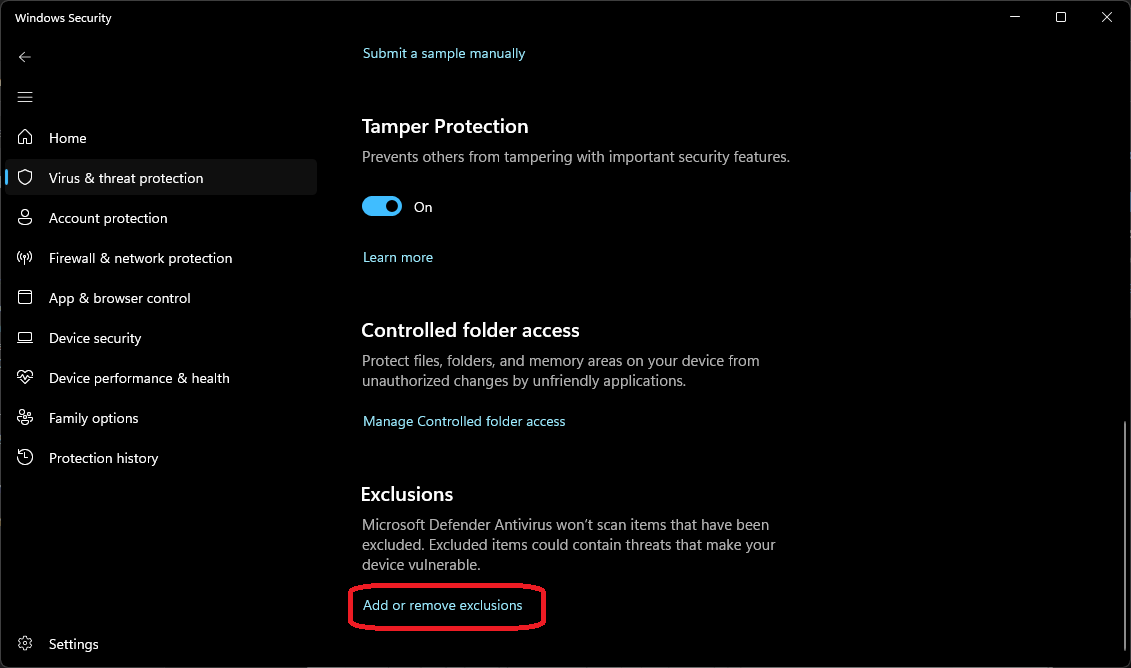 Windows Security
Submit a sample manually
Home
Virus & threat protection
Account protection
Firewall & network protection
App & browser control
Device security
Device performance & health
Family options
Protection history
Settings
Tamper Protection
Prevents others from tampering with important security features.
On
Learn more
Controlled folder access
Protect files, folders, and memory areas on your device from
unauthorized changes by unfriendly applications.
Manage Controlled folder access
Exclusions
Microsoft Defender Antivirus won't scan items that have been
excluded. Excluded items could contain threats that make your
device vulnerable.
Add or remove exclusions